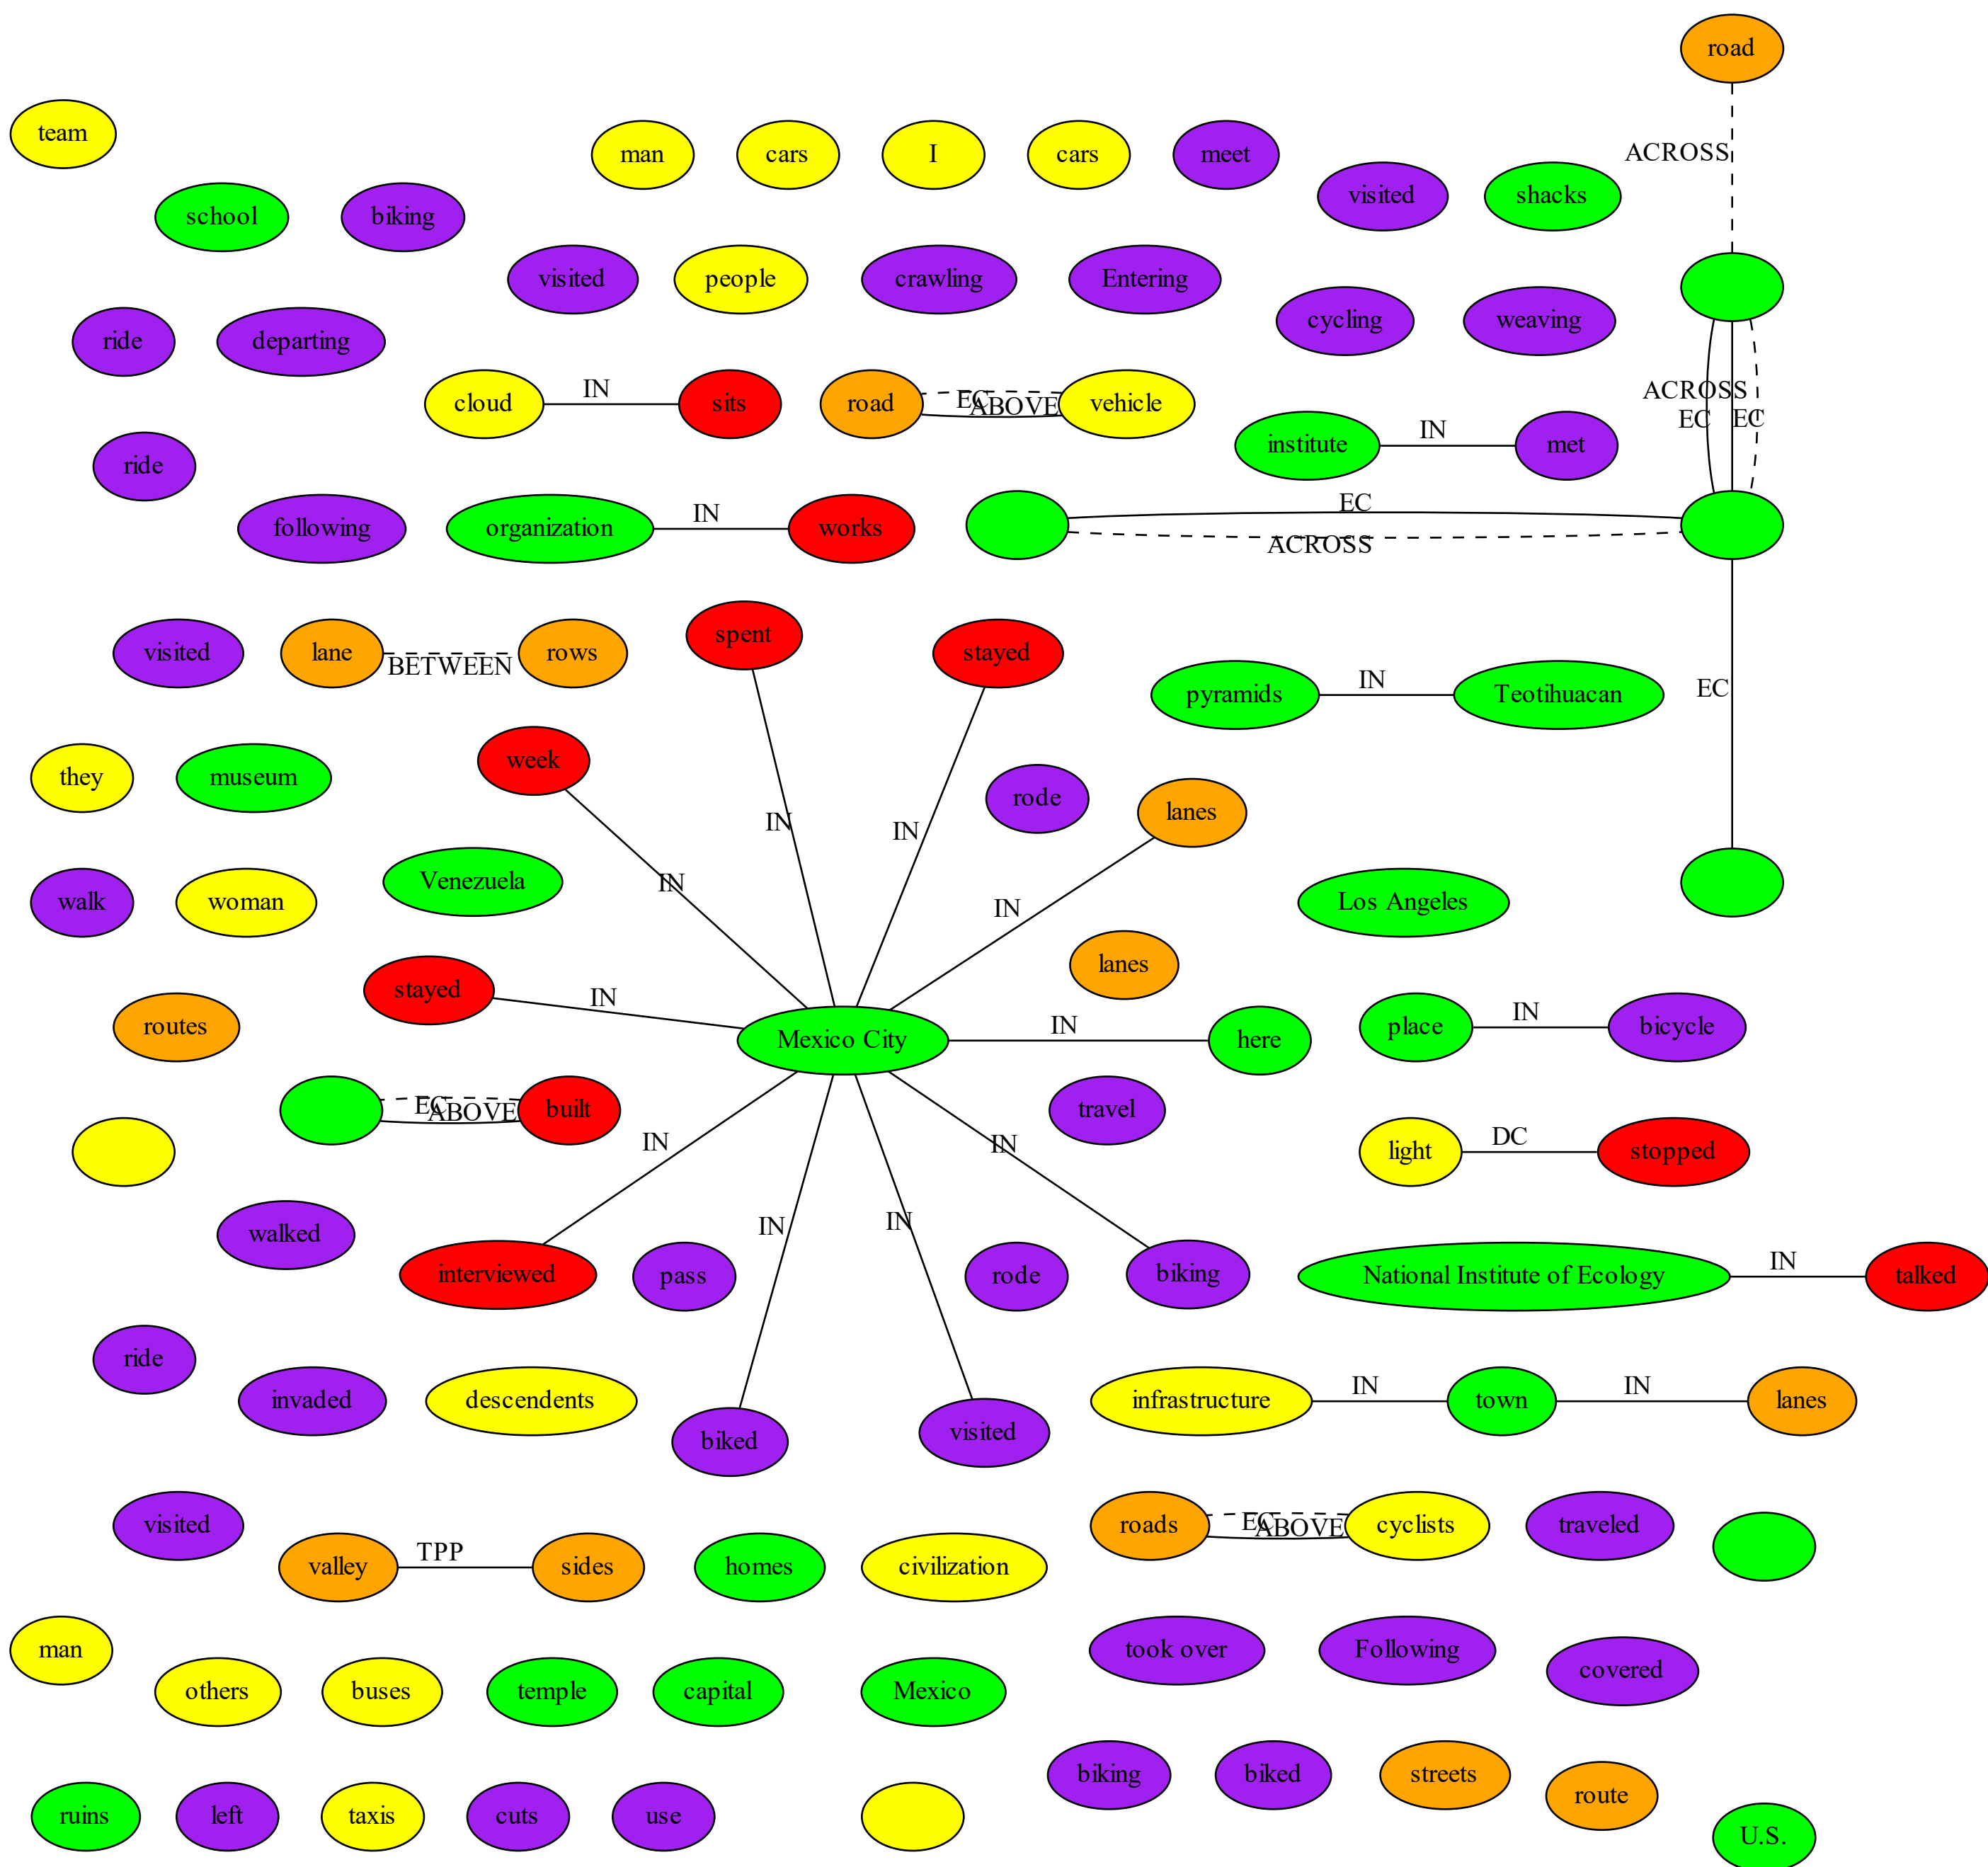 road
team
man
cars
I
cars
meet
ACROSS
visited
shacks
school
biking
visited
people
crawling
Entering
cycling
weaving
ride
departing
cloud
IN
sits
road
EC
ABOVE
vehicle
ACROSS
EC
EC
institute
IN
met
ride
following
organization
IN
works
EC
ACROSS
visited
lane
BETWEEN
rows
spent
stayed
pyramids
IN
Teotihuacan
EC
they
museum
week
rode
lanes
IN
IN
walk
woman
Venezuela
IN
IN
Los Angeles
lanes
stayed
IN
routes
Mexico City
IN
here
place
IN
bicycle
EC
ABOVE
built
travel
IN
IN
light
DC
stopped
walked
IN
IN
interviewed
pass
rode
biking
National Institute of Ecology
IN
talked
ride
invaded
descendents
biked
visited
infrastructure
IN
town
IN
lanes
visited
valley
TPP
sides
homes
civilization
roads
EC
ABOVE
cyclists
traveled
man
others
buses
temple
capital
Mexico
took over
Following
covered
biking
biked
streets
route
ruins
left
taxis
cuts
use
U.S.